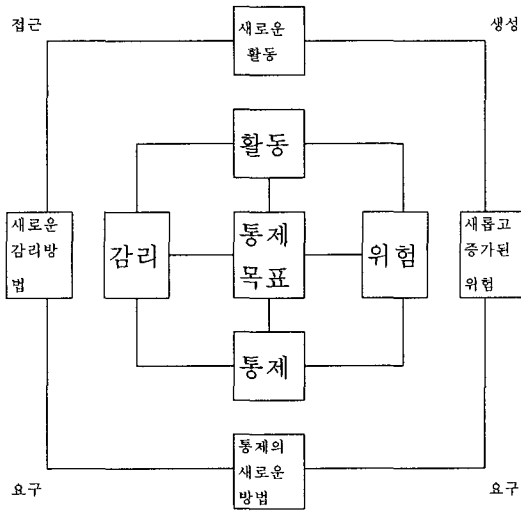 접근
새로운
활동
생성
활동
새로운
감리방
법
감리
통제
목표
위험
새롭고
증가된
위험
통제
통제의
새로운
방법
요구
요구